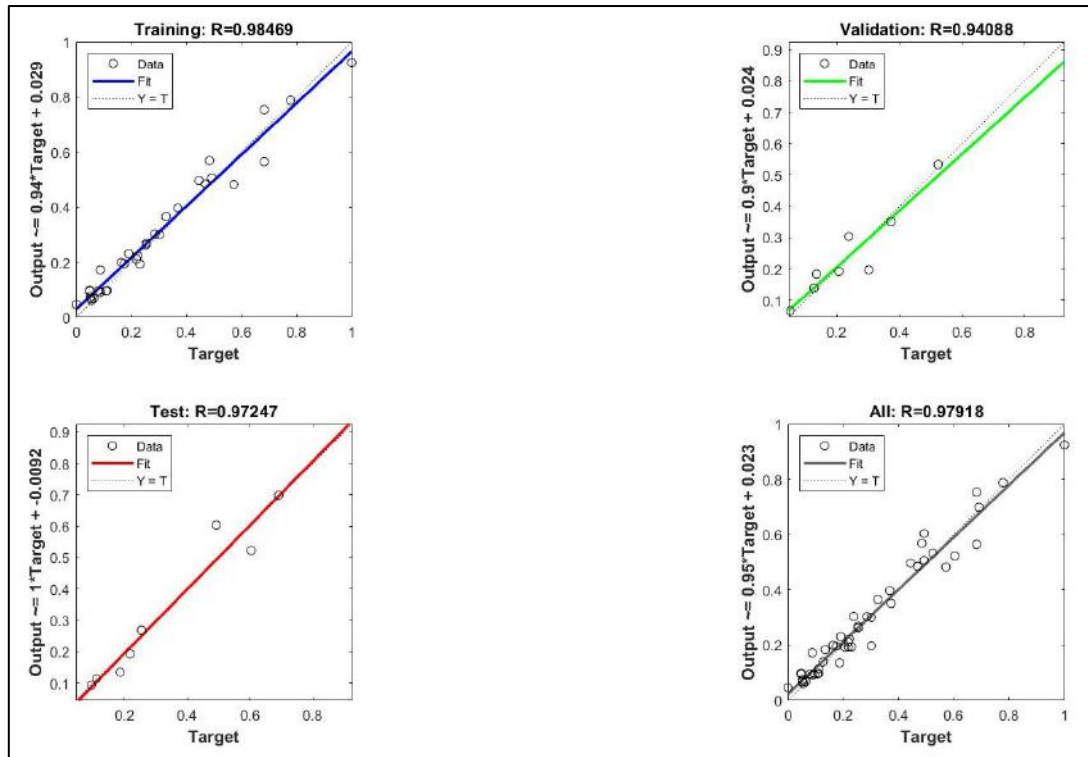 Training: R=0.98469
Output ~= 0.94*Target + 0.029
1
0.8
0.6
0.4
0.2
0
Data
Fit
Y = T
0 0.2 0.4 0.6 0.8 1
Target
Validation: R=0.94088
Output ~= 0.9*Target + 0.024
0.9
0.8
0.7
0.6
0.5
0.4
0.3
0.2
0.1
Data
Fit
Y = T
0.2 0.4 0.6 0.8
Target
Test: R=0.97247
Output ~= 1*Target + -0.0092
0.9
0.8
0.7
0.6
0.5
0.4
0.3
0.2
0.1
Data
Fit
Y = T
0.2 0.4 0.6 0.8
Target
All: R=0.97918
Output ~= 0.95*Target + 0.023
1
0.8
0.6
0.4
0.2
0
Data
Fit
Y = T
0 0.2 0.4 0.6 0.8 1
Target